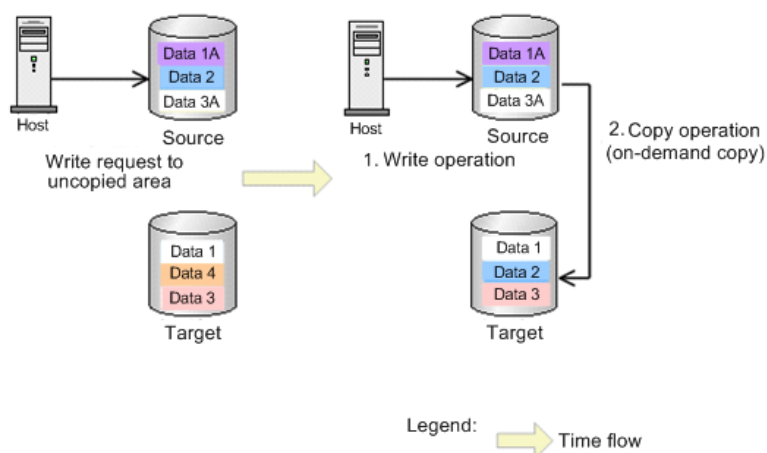 Host
Data 1A
Data 2
Data 3A
Source
Write request to
uncopied area
Data 1
Data 4
Data 3
Target
Host
Data 1A
Data 2
Data 3A
Source
1. Write operation
2. Copy operation
(on-demand copy)
Data 1
Data 2
Data 3
Target
Legend:
Time flow